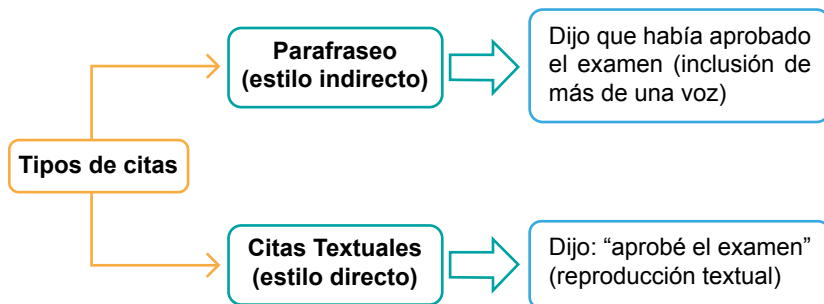 Tipos de citas
Parafraseo
(estilo indirecto)
Dijo que había aprobado
el examen (inclusión de
más de una voz)
Citas Textuales
(estilo directo)
Dijo: “aprobé el examen”
(reproducción textual)